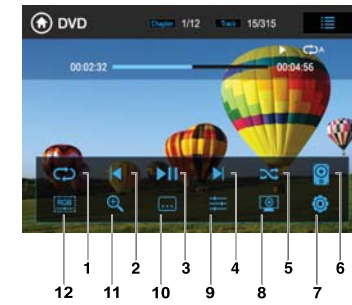 DVD Chapter 1/12 Track 15/315
A
00:02:32 00:04:56
RGB
1 2 3 4 5 6
12 11 10 9 8 7